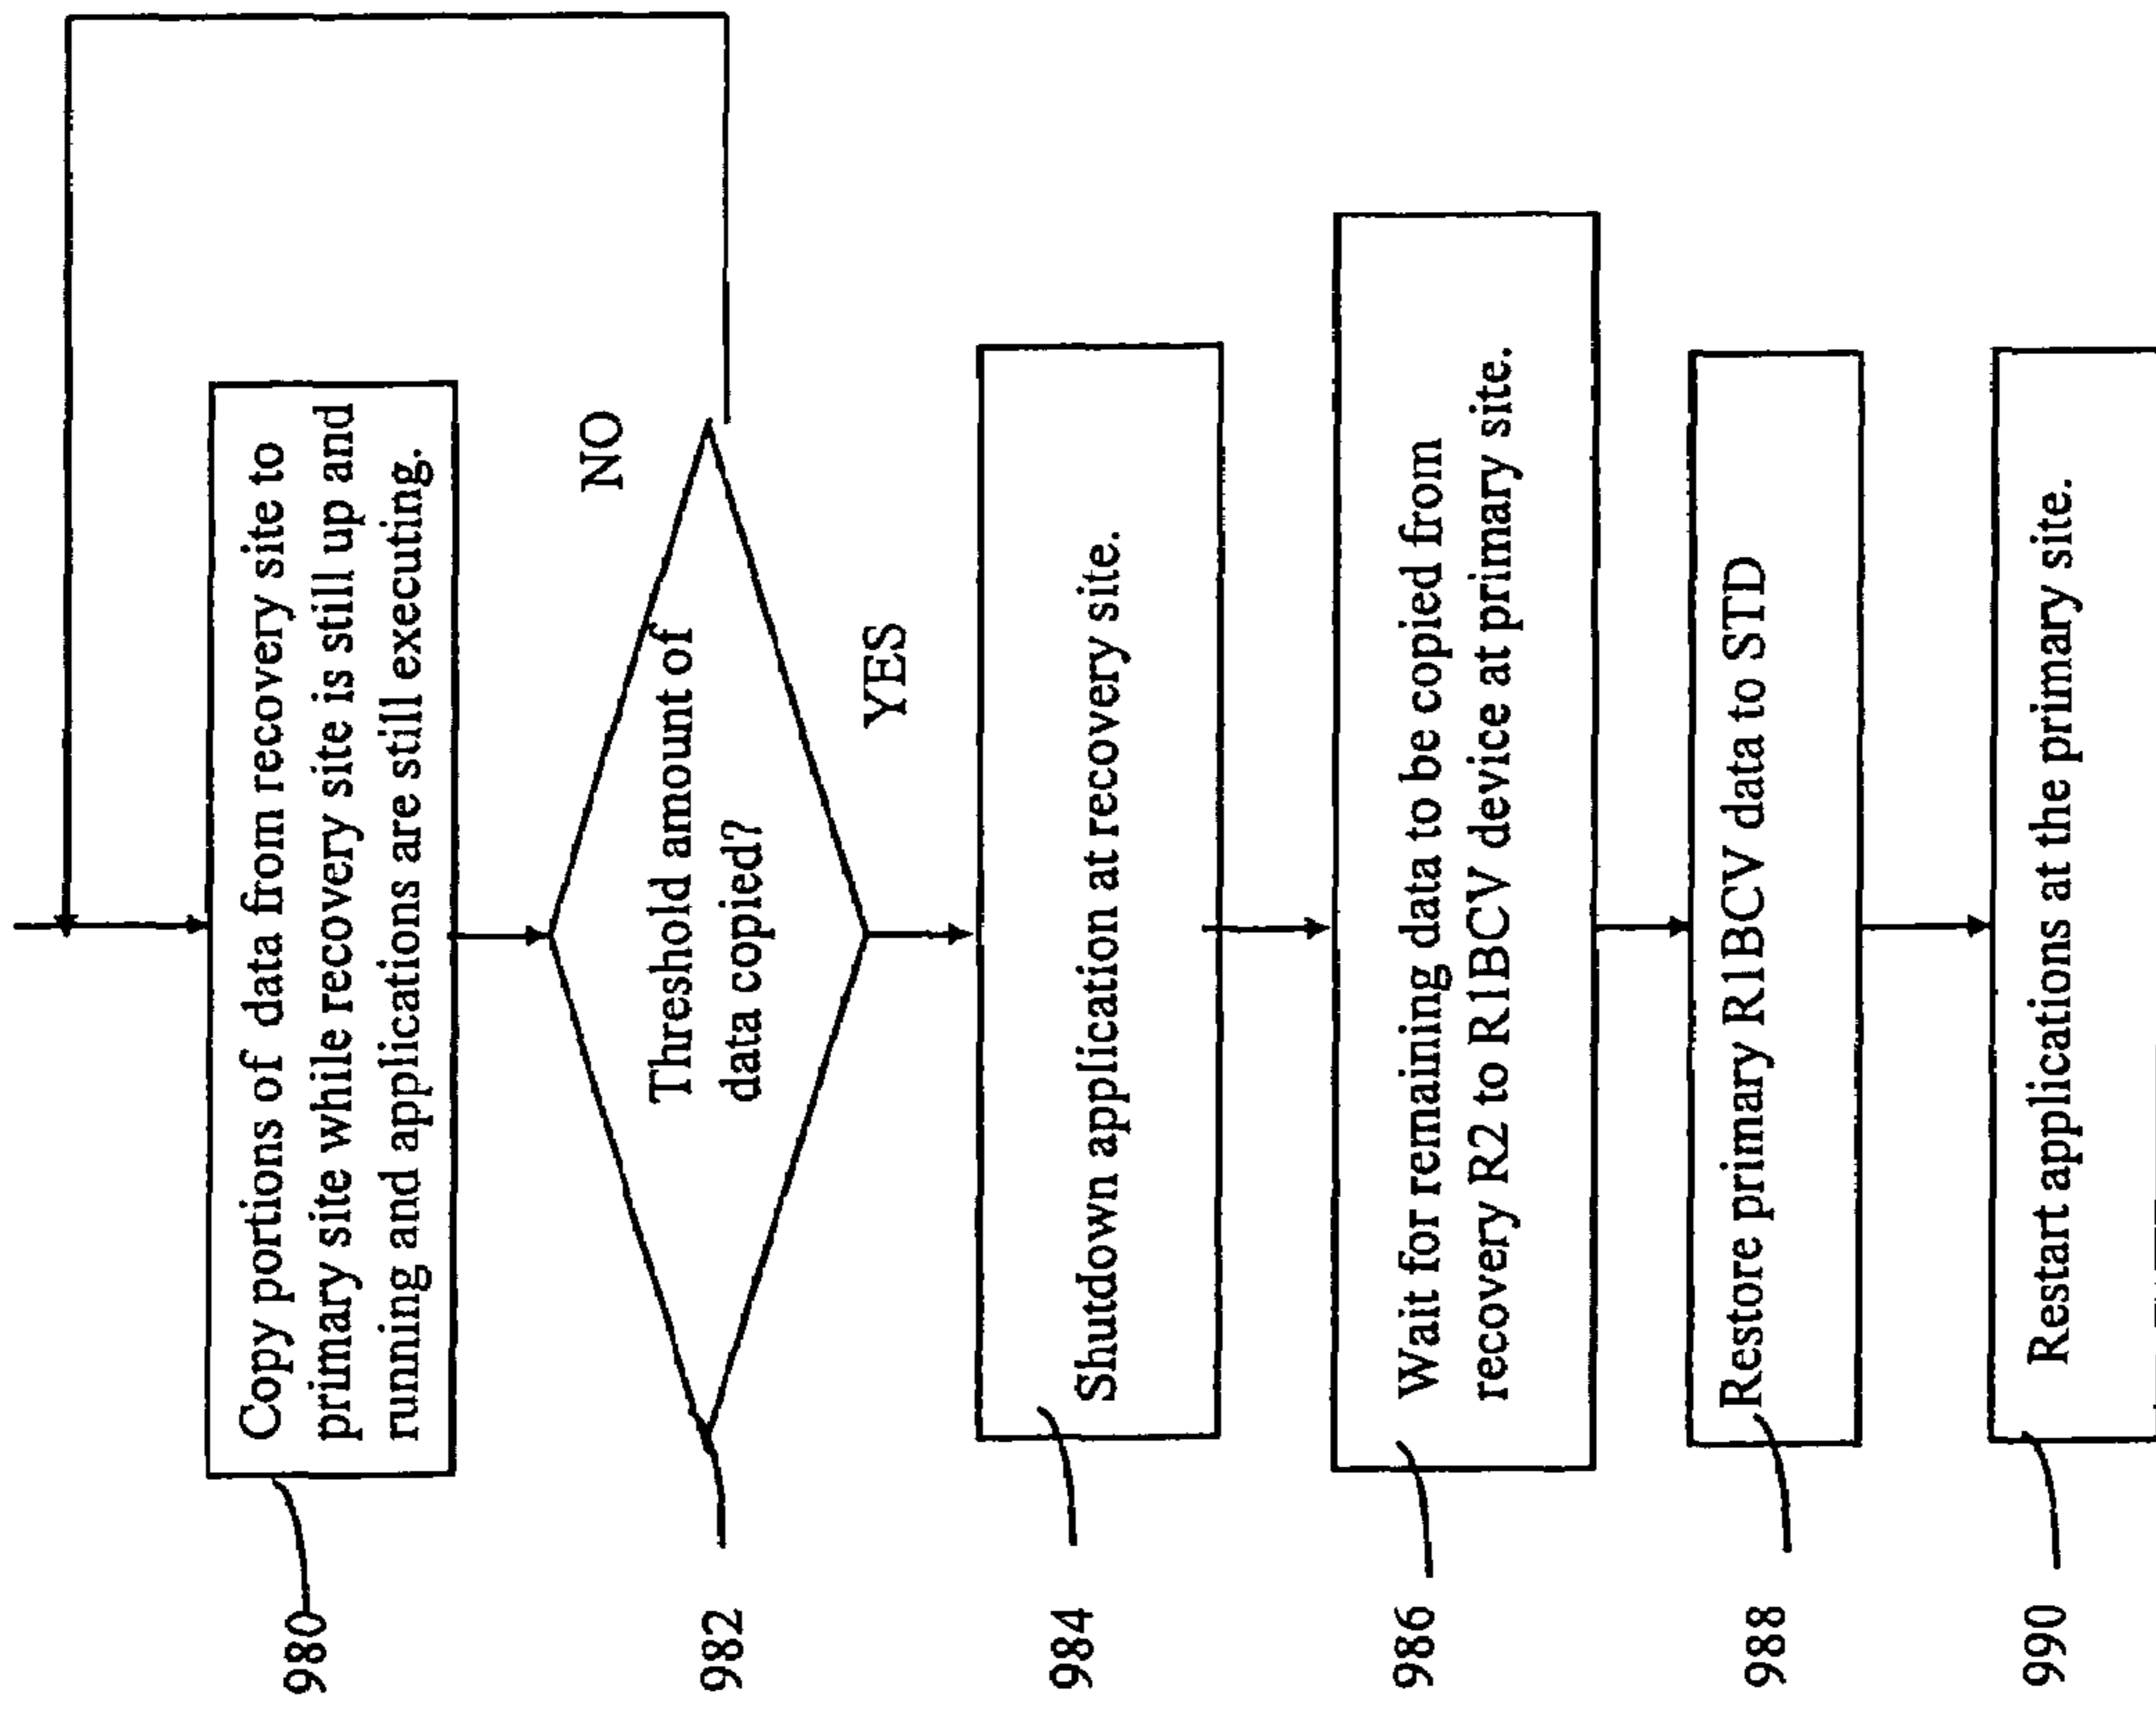 980
Copy portions of data from recovery site to
primary site while recovery site is still up and
running and applications are still executing.
982
Threshold amount of
data copied?
NO
YES
984
Shutdown application at recovery site.
986
Wait for remaining data to be copied from
recovery R2 to R1BCV device at primary site.
988
Restore primary R1BCV data to STD
990
Restart applications at the primary site.